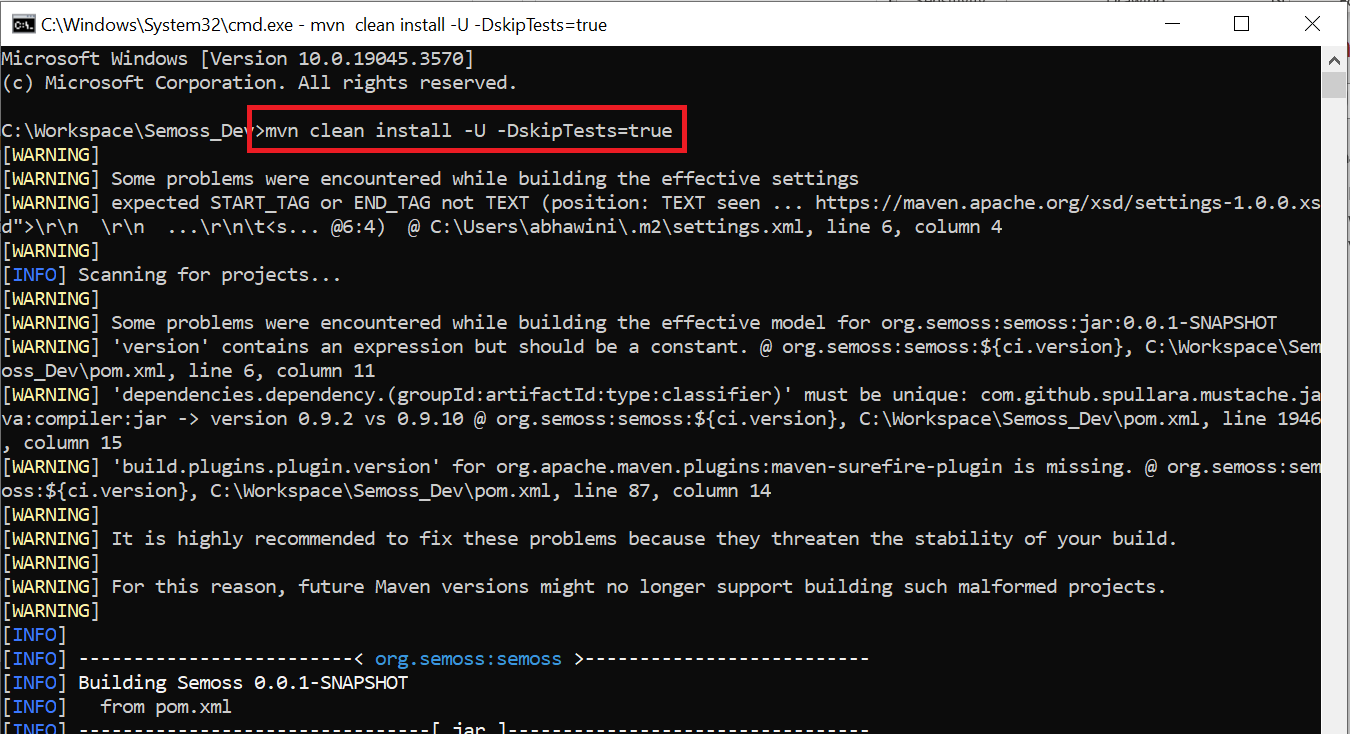 C:\Windows\System32\cmd.exe - mvn  clean install -U -DskipTests=true
Microsoft Windows [Version 10.0.19045.3570]
(c) Microsoft Corporation. All rights reserved.
C:\Workspace\Semoss_Dev>mvn clean install -U -DskipTests=true
[WARNING]
[WARNING] Some problems were encountered while building the effective settings
[WARNING] expected START_TAG or END_TAG not TEXT (position: TEXT seen ... https://maven.apache.org/xsd/settings-1.0.0.xs
d">\r\n  \r\n  ...\r\n\t<s... @6:4)  @ C:\Users\abhawini\.m2\settings.xml, line 6, column 4
[WARNING]
[INFO] Scanning for projects...
[WARNING]
[WARNING] Some problems were encountered while building the effective model for org.semoss:semoss:jar:0.0.1-SNAPSHOT
[WARNING] 'version' contains an expression but should be a constant. @ org.semoss:semoss:${ci.version}, C:\Workspace\Sem
oss_Dev\pom.xml, line 6, column 11
[WARNING] 'dependencies.dependency.(groupId:artifactId:type:classifier)' must be unique: com.github.spullara.mustache.ja
va:compiler:jar -> version 0.9.2 vs 0.9.10 @ org.semoss:semoss:${ci.version}, C:\Workspace\Semoss_Dev\pom.xml, line 1946
, column 15
[WARNING] 'build.plugins.plugin.version' for org.apache.maven.plugins:maven-surefire-plugin is missing. @ org.semoss:sem
oss:${ci.version}, C:\Workspace\Semoss_Dev\pom.xml, line 87, column 14
[WARNING]
[WARNING] It is highly recommended to fix these problems because they threaten the stability of your build.
[WARNING]
[WARNING] For this reason, future Maven versions might no longer support building such malformed projects.
[WARNING]
[INFO]
[INFO] -------------------------< org.semoss:semoss >--------------------------
[INFO] Building Semoss 0.0.1-SNAPSHOT
[INFO]   from pom.xml
[INFO] --------------------------------[ jar ]---------------------------------